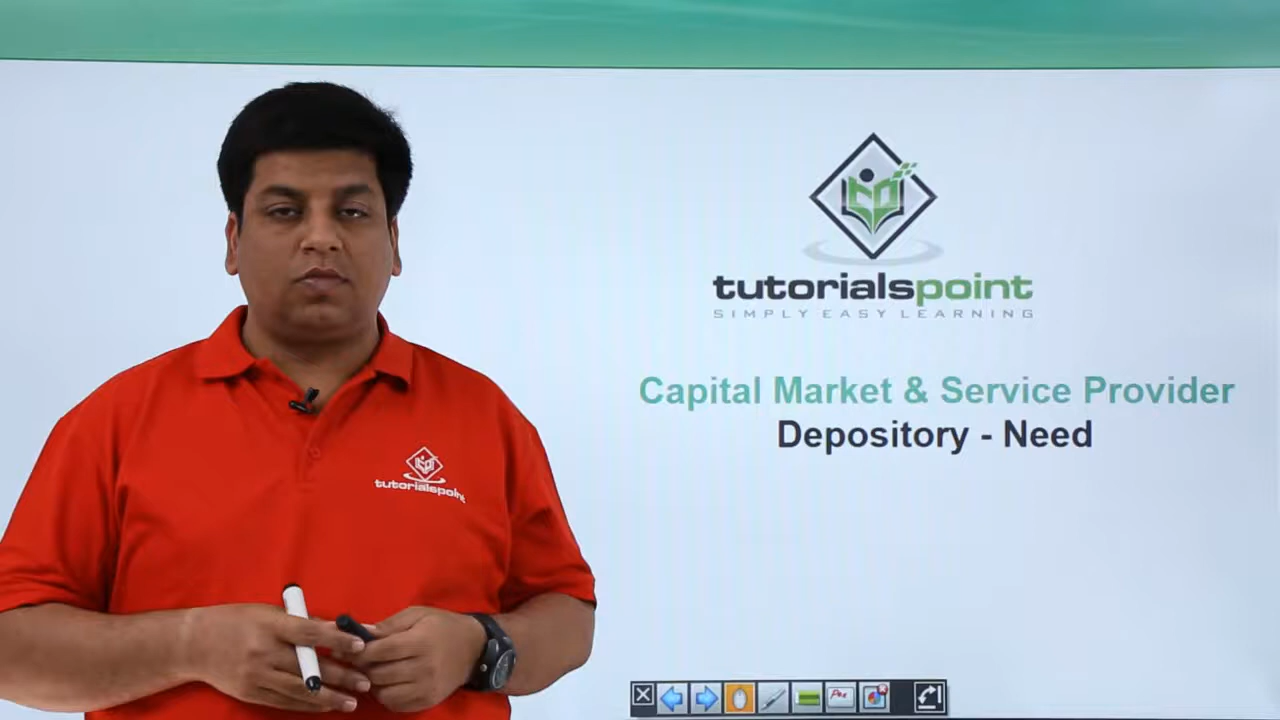 tutorialspoint
SIMPLY EASY LEARNING
Capital Market & Service Provider
Depository - Need
tutorialspoint